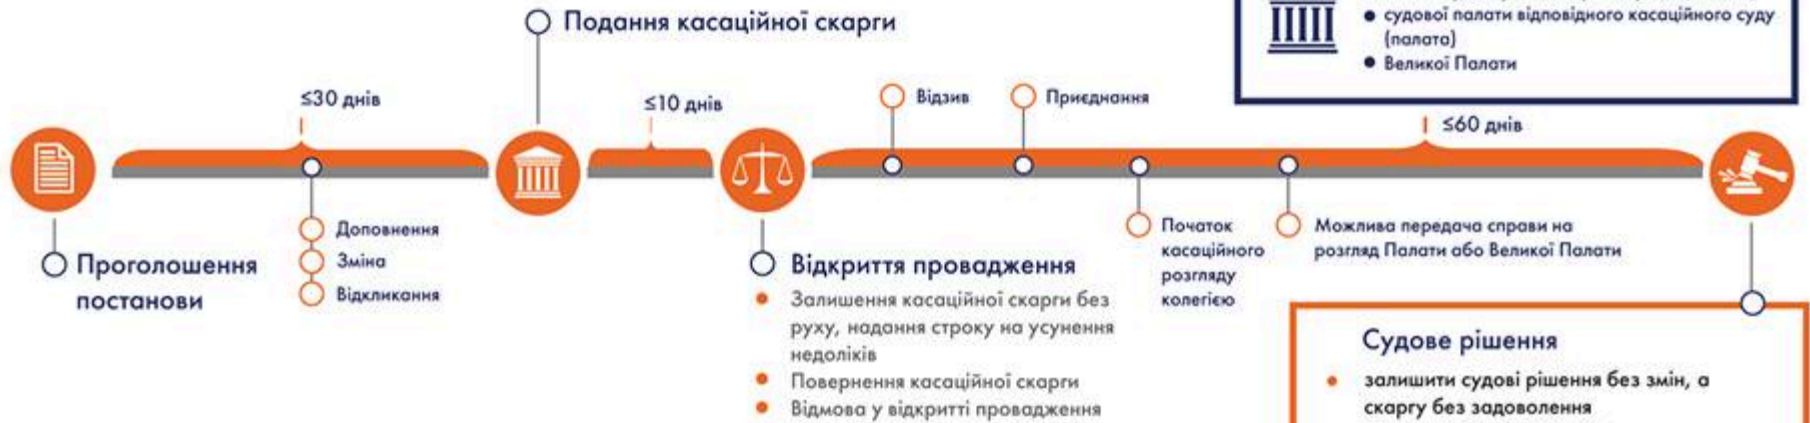 Подання касаційної скарги
судової палати відповідного касаційного суду
(палата)
Великої Палати
≤30 днів
≤10 днів
Відзив
Приєднання
≤60 днів
Доповнення
Зміна
Відкликання
Проголошення
постанови
Відкриття провадження
Залишення касаційної скарги без
руху, надання строку на усунення
недоліків
Повернення касаційної скарги
Відмова у відкритті провадження
Початок
касаційного
розгляду
колегією
Можлива передача справи на
розгляд Палати або Великої Палати
Судове рішення
залишити судові рішення без змін, а
скаргу без задоволення